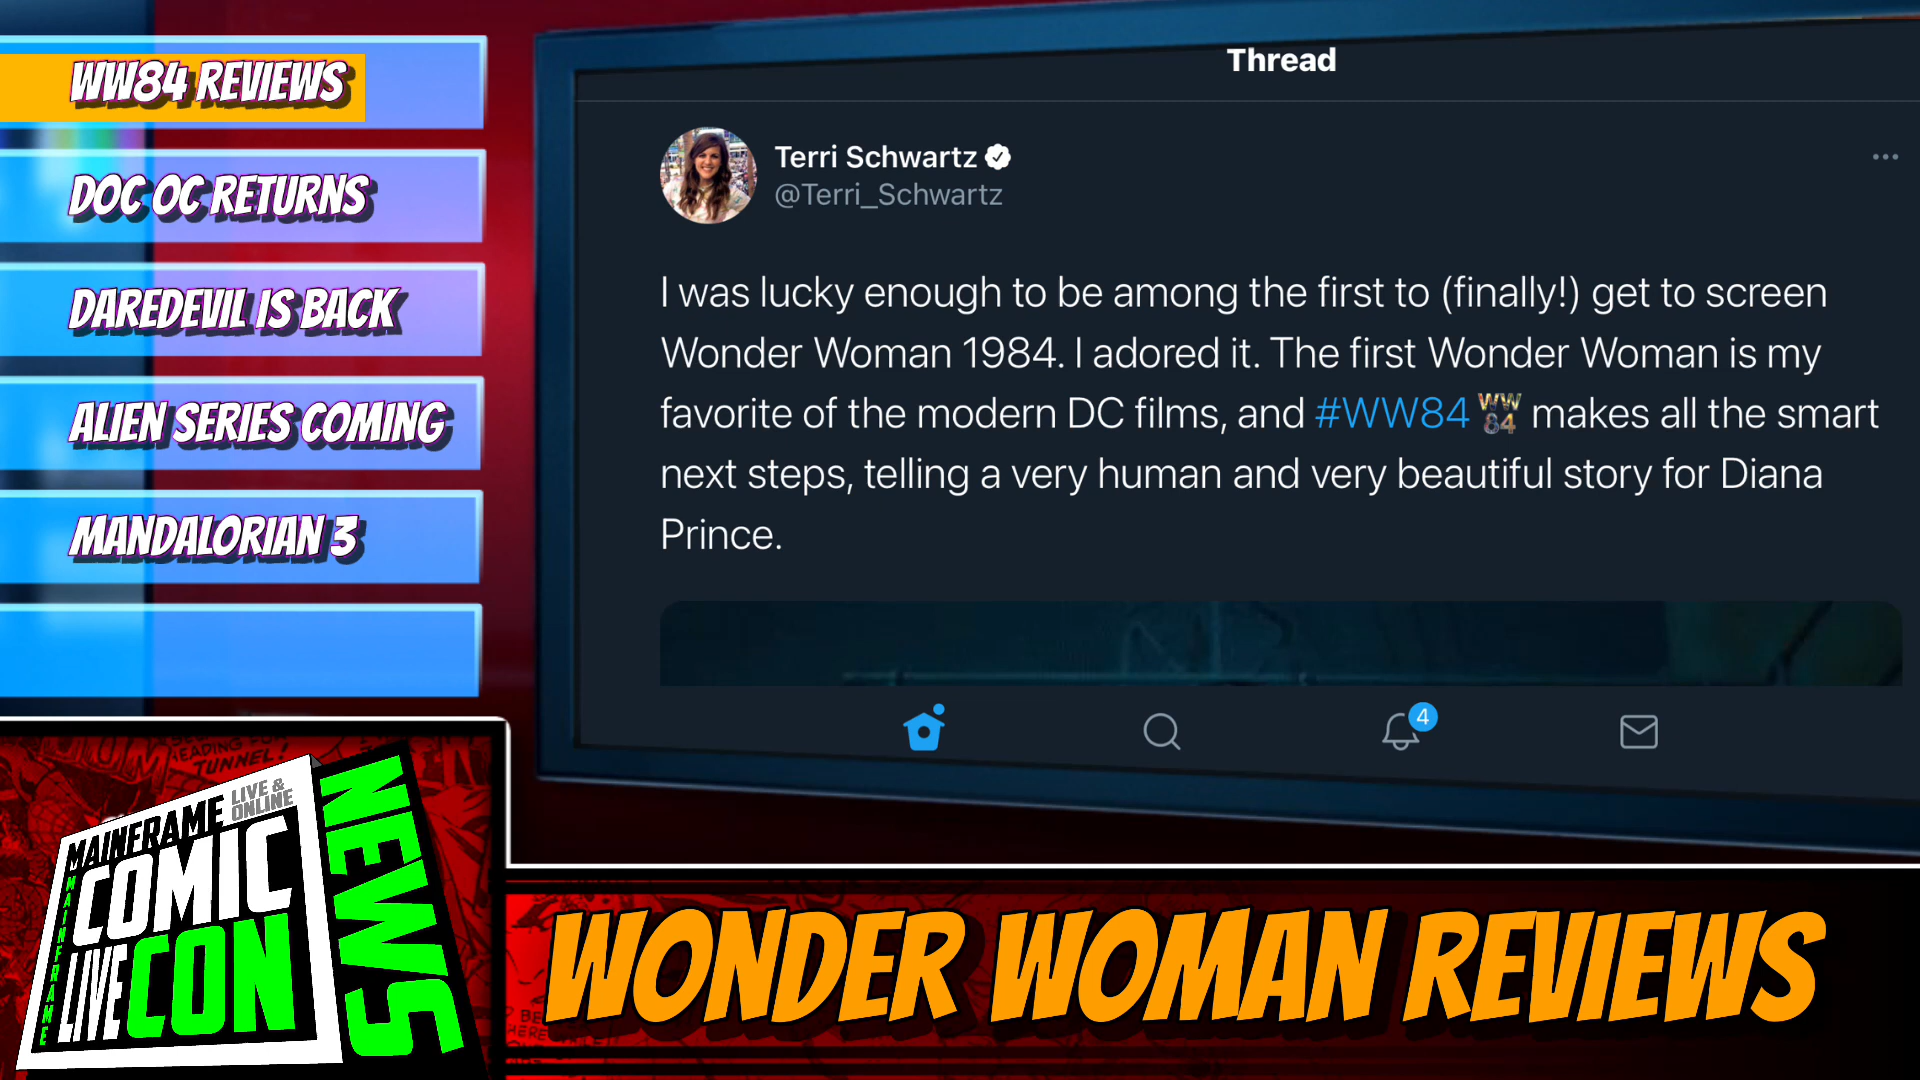 WW84 REVIEWS
DOC OC RETURNS
DAREDEVIL IS BACK
ALIEN SERIES COMING
MANDALORIAN 3
Thread
Terri Schwartz
@Terri_Schwartz
I was lucky enough to be among the first to (finally!) get to screen
Wonder Woman 1984. I adored it. The first Wonder Woman is my
favorite of the modern DC films, and #WW84 WW 84 makes all the smart
next steps, telling a very human and very beautiful story for Diana
Prince.
4
TUNNEL!
MAINFRAME
LIVE &
ONLINE
COMIC
LIVE CON
MAINFRAME
NEWS
WONDER WOMAN REVIEWS